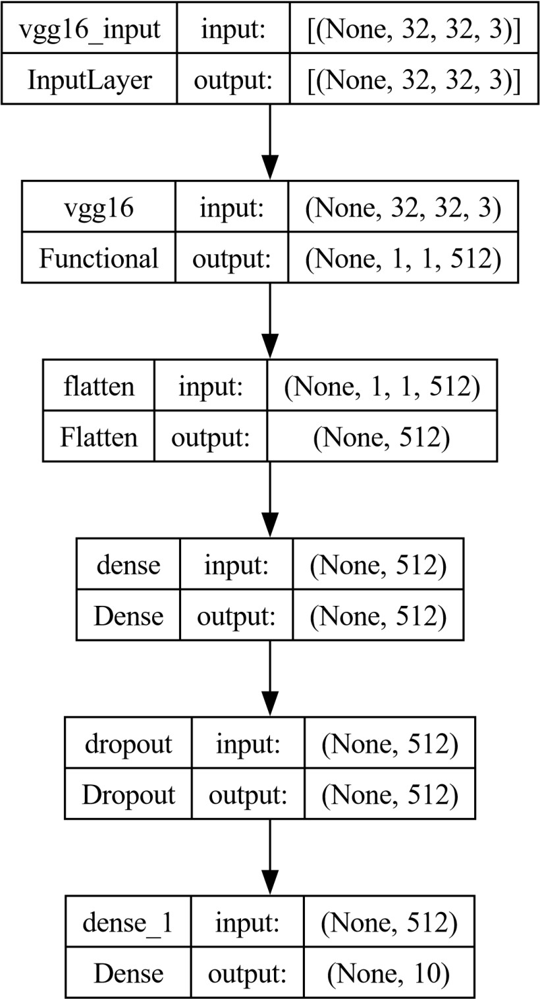 vgg16_input input: [(None, 32, 32, 3)]
InputLayer output: [(None, 32, 32, 3)]
vgg16 input: (None, 32, 32, 3)
Functional output: (None, 1, 1, 512)
flatten input: (None, 1, 1, 512)
Flatten output: (None, 512)
dense input: (None, 512)
Dense output: (None, 512)
dropout input: (None, 512)
Dropout output: (None, 512)
dense_1 input: (None, 512)
Dense output: (None, 10)